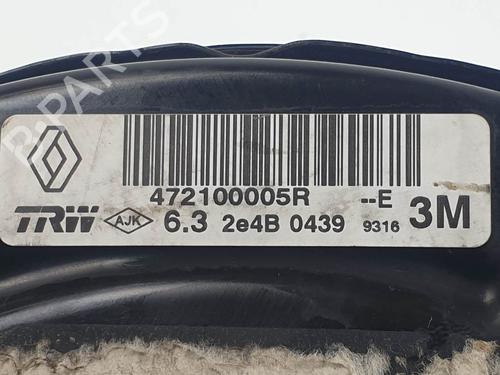 B-PARTS
472100005R --E
TRW AJK 6.3 2e4B 0439 9316 3M